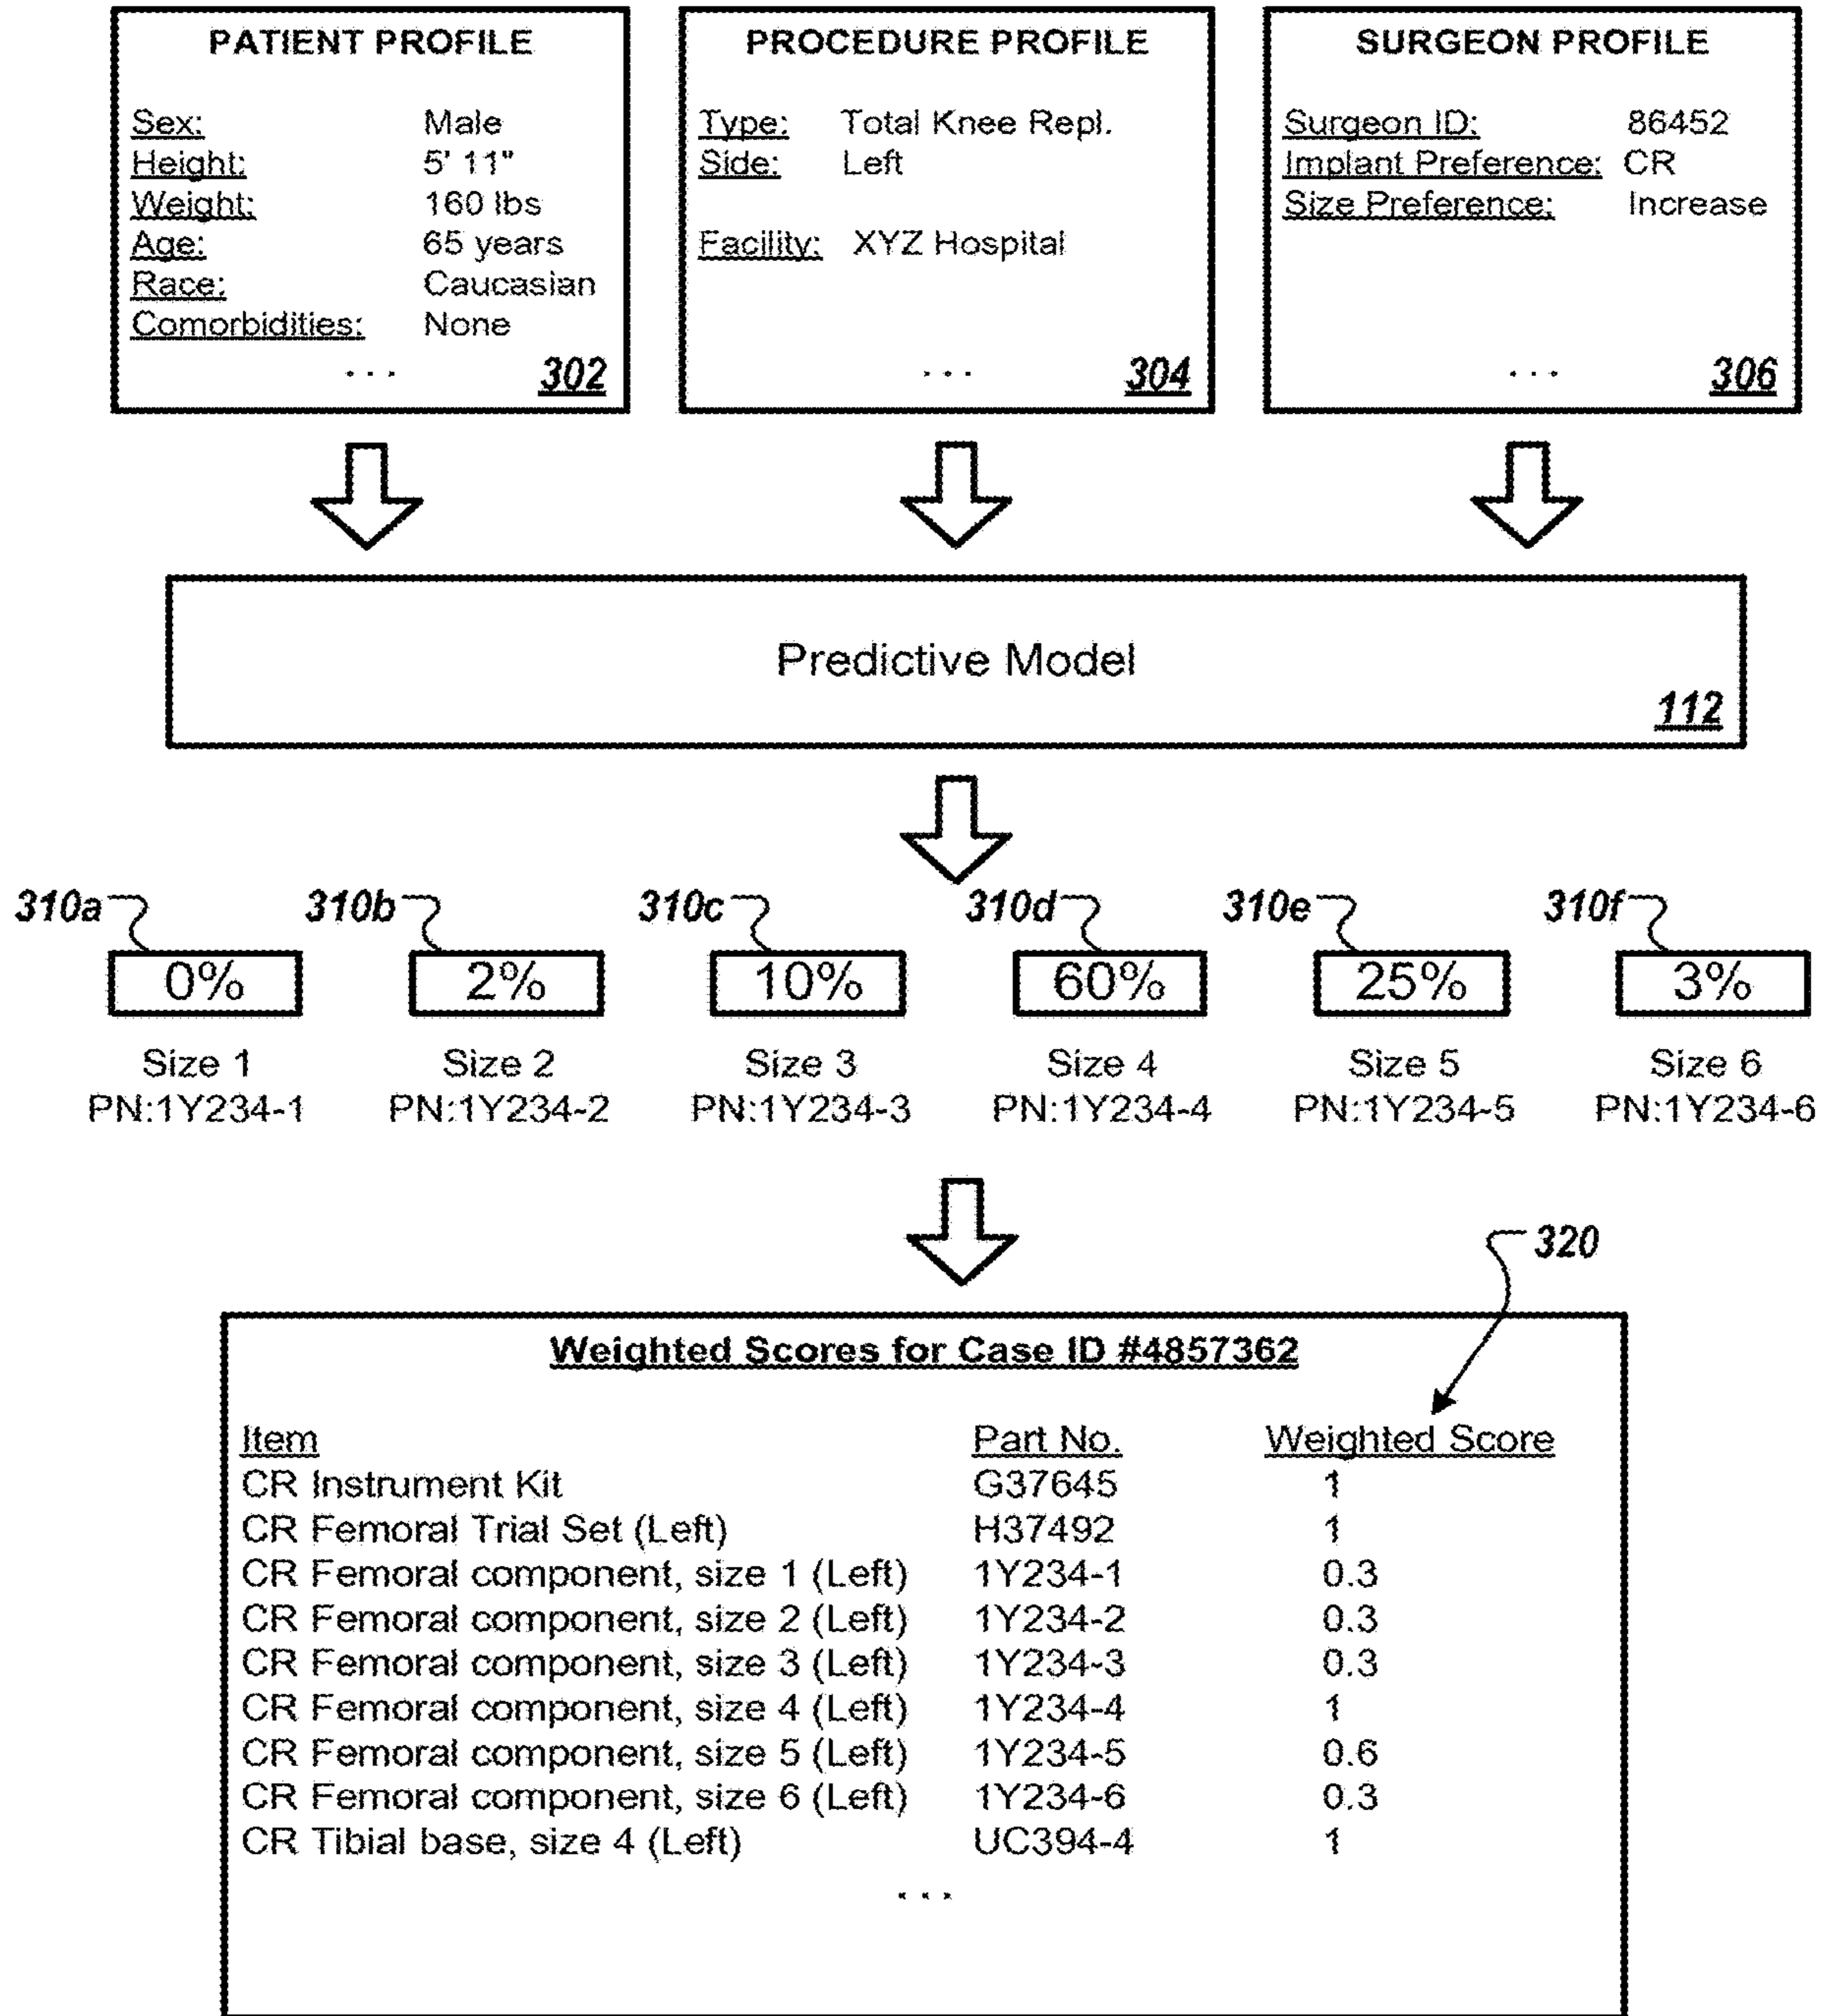 PATIENT PROFILE
Sex: Male
Height: 5' 11"
Weight: 160 lbs
Age: 65 years
Race: Caucasian
Comorbidities: None
. . .
302
PROCEDURE PROFILE
Type: Total Knee Repl.
Side: Left
Facility: XYZ Hospital
. . .
304
SURGEON PROFILE
Surgeon ID: 86452
Implant Preference: CR
Size Preference: Increase
. . .
306
Predictive Model
112
310a 310b 310c 310d 310e 310f
0% 2% 10% 60% 25% 3%
Size 1 Size 2 Size 3 Size 4 Size 5 Size 6
PN:1Y234-1 PN:1Y234-2 PN:1Y234-3 PN:1Y234-4 PN:1Y234-5 PN:1Y234-6
320
Weighted Scores for Case ID #4857362
Item Part No. Weighted Score
CR Instrument Kit G37645 1
CR Femoral Trial Set (Left) H37492 1
CR Femoral component, size 1 (Left) 1Y234-1 0.3
CR Femoral component, size 2 (Left) 1Y234-2 0.3
CR Femoral component, size 3 (Left) 1Y234-3 0.3
CR Femoral component, size 4 (Left) 1Y234-4 1
CR Femoral component, size 5 (Left) 1Y234-5 0.6
CR Femoral component, size 6 (Left) 1Y234-6 0.3
CR Tibial base, size 4 (Left) UC394-4 1
. . .